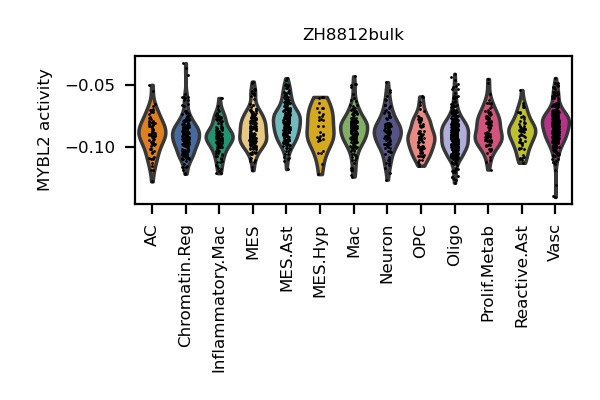 ZH8812bulk
MYBL2 activity
−0.05
−0.10
AC
Chromatin.Reg
Inflammatory.Mac
MES
MES.Ast
MES.Hyp
Mac
Neuron
OPC
Oligo
Prolif.Metab
Reactive.Ast
Vasc